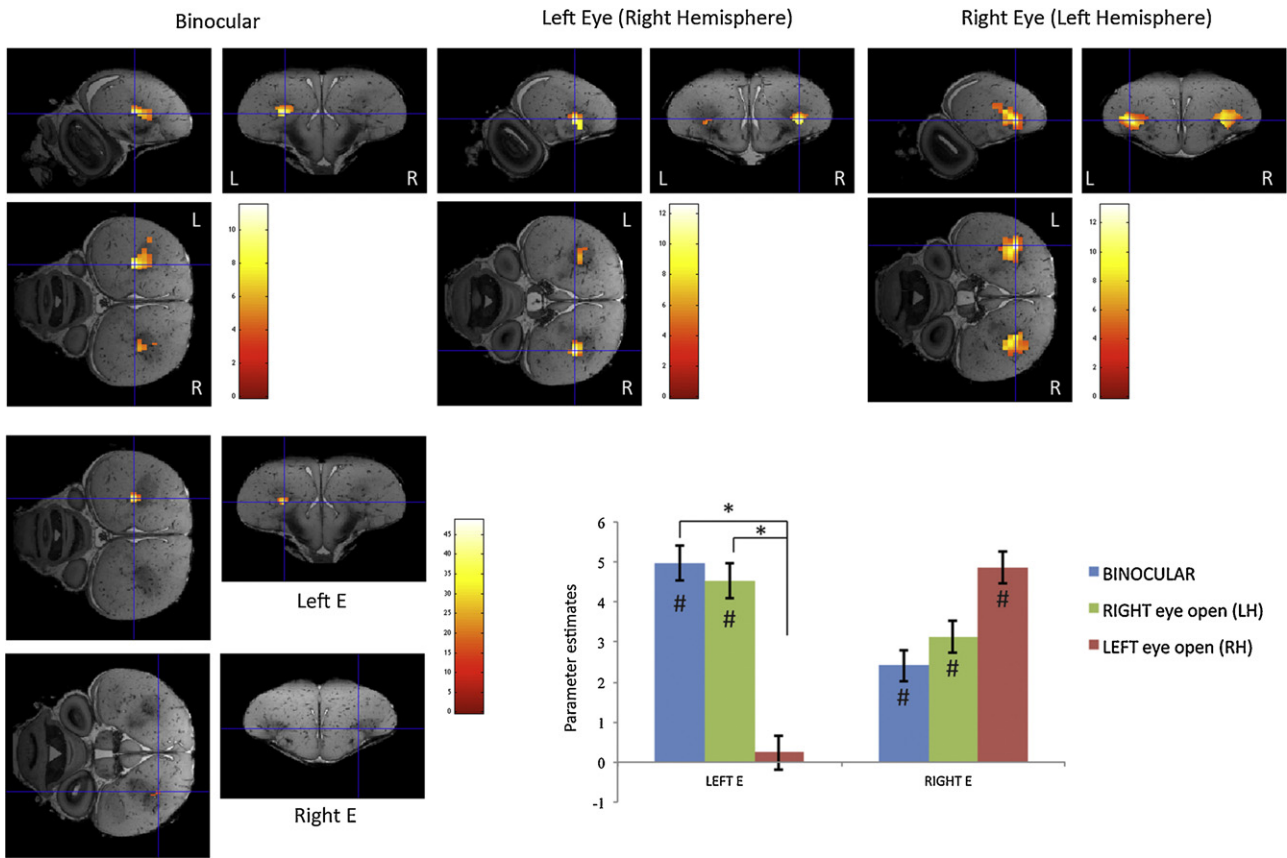 Binocular
Left Eye (Right Hemisphere)
Right Eye (Left Hemisphere)
L R
L R
L R
L
R
10
8
6
4
2
0
L
R
12
10
8
6
4
2
0
L
R
12
10
8
6
4
2
0
Left E
Right E
45
40
35
30
25
20
15
10
5
0
Parameter estimates
6
5
4
3
2
1
0
-1
*
*
# # # # #
LEFT E RIGHT E
BINOCULAR
RIGHT eye open (LH)
LEFT eye open (RH)